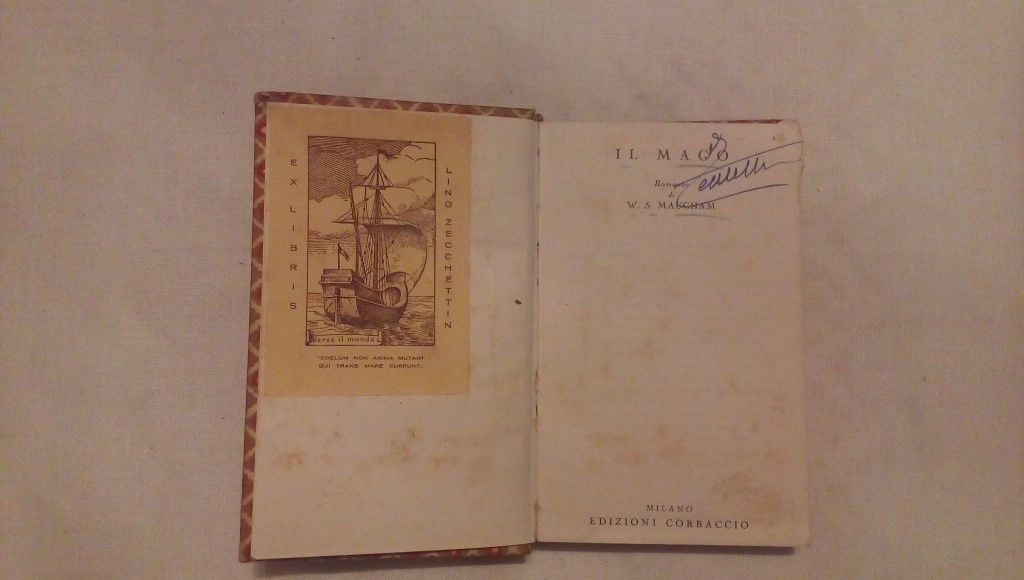 EX LIBRIS
LINO ZECCHETTIN
verso il mondo
"COELUM NON ANIMA MUTANT
QUI TRANS MARE CURRUNT„
IL MAGO
Romanzo
di
W. S. MAUGHAM
MILANO
EDIZIONI CORBACCIO